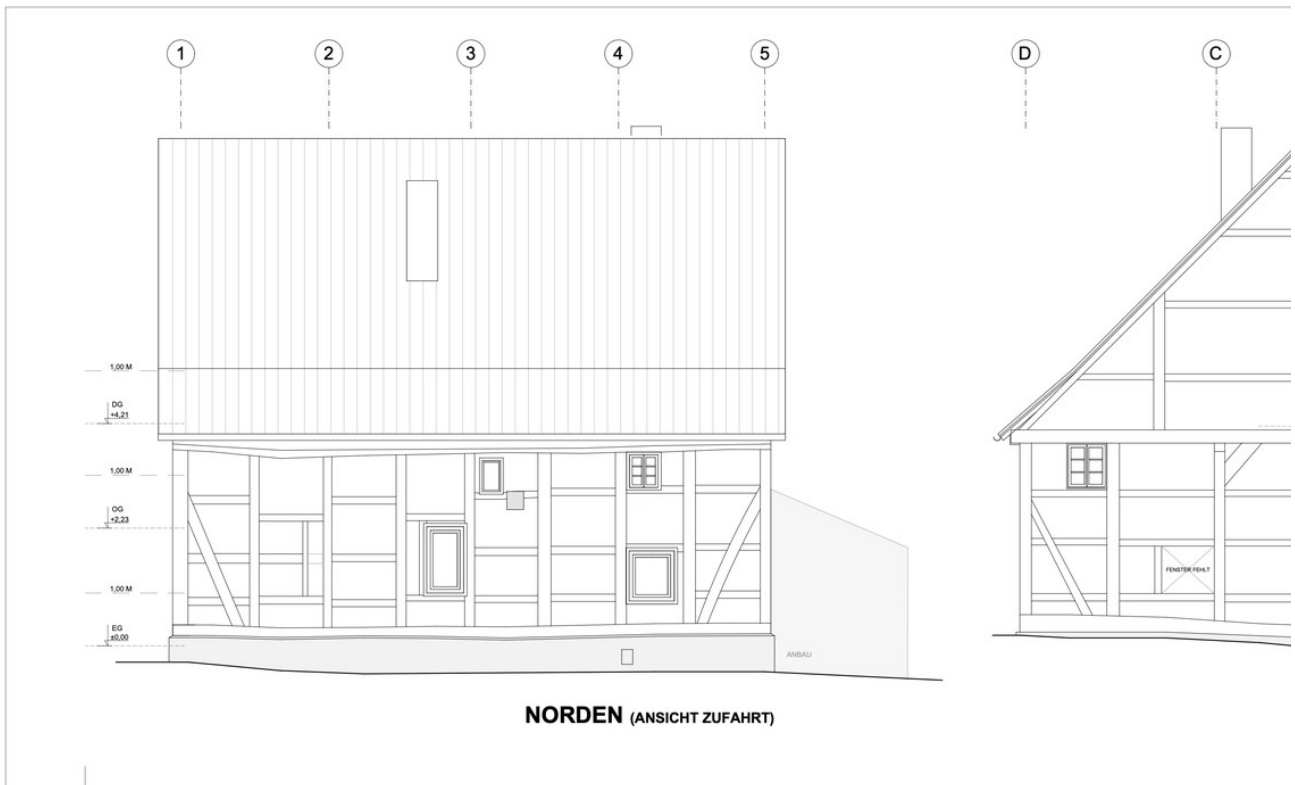 1 2 3 4 5 D C
1,00 M
DG
+4,21
1,00 M
OG
+2,23
1,00 M
EG
±0,00
FENSTER FEHLT
ANBAU
NORDEN (ANSICHT ZUFAHRT)